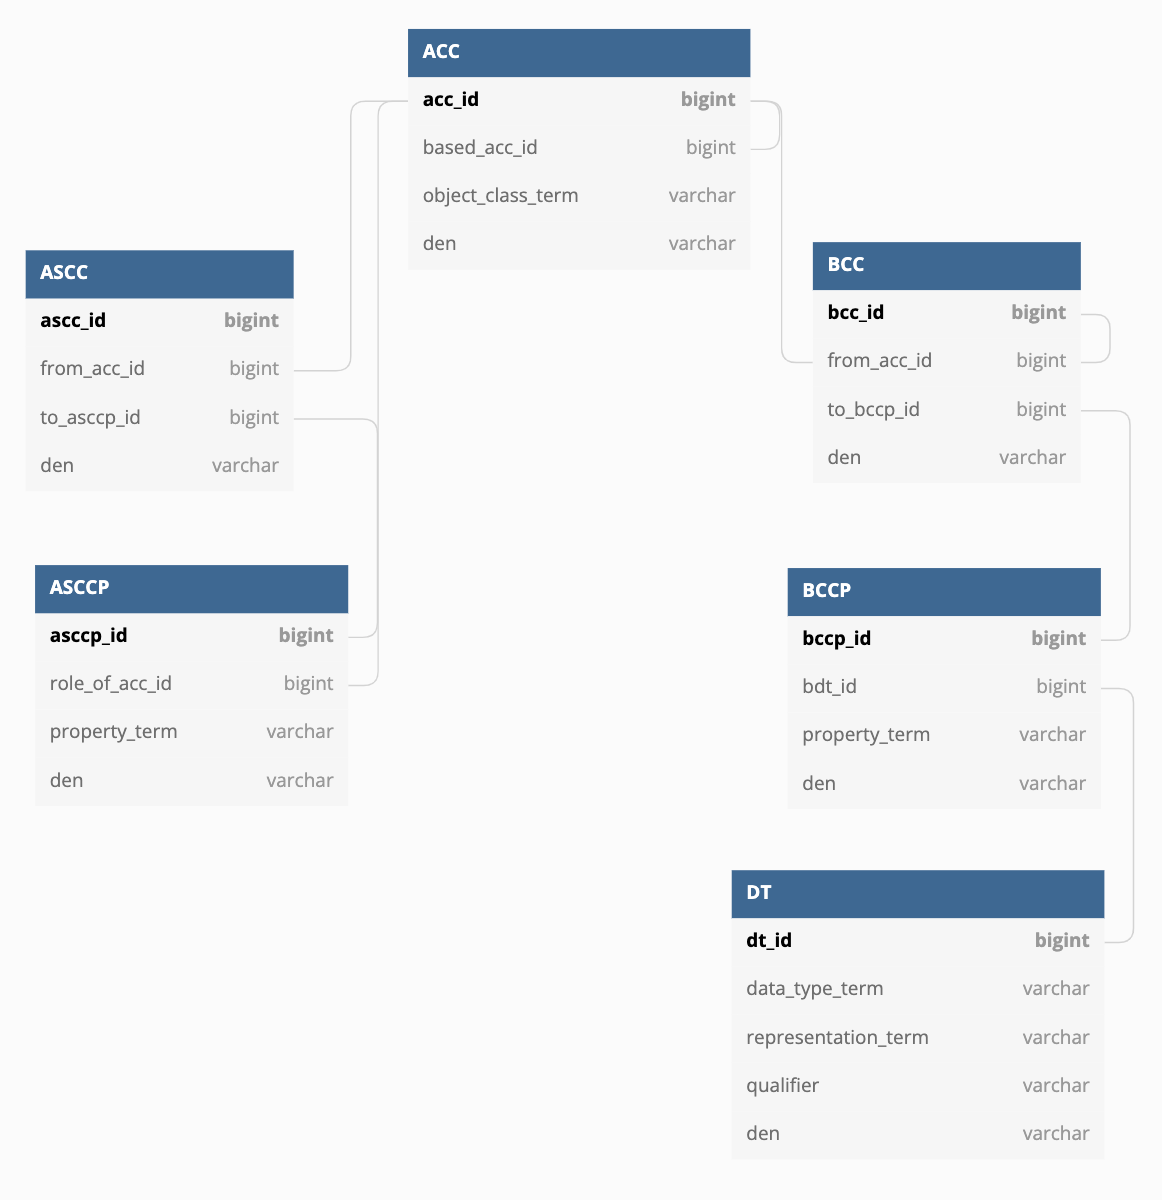 ACC
acc_id bigint
based_acc_id bigint
object_class_term varchar
den varchar
ASCC
ascc_id bigint
from_acc_id bigint
to_asccp_id bigint
den varchar
BCC
bcc_id bigint
from_acc_id bigint
to_bccp_id bigint
den varchar
ASCCP
asccp_id bigint
role_of_acc_id bigint
property_term varchar
den varchar
BCCP
bccp_id bigint
bdt_id bigint
property_term varchar
den varchar
DT
dt_id bigint
data_type_term varchar
representation_term varchar
qualifier varchar
den varchar